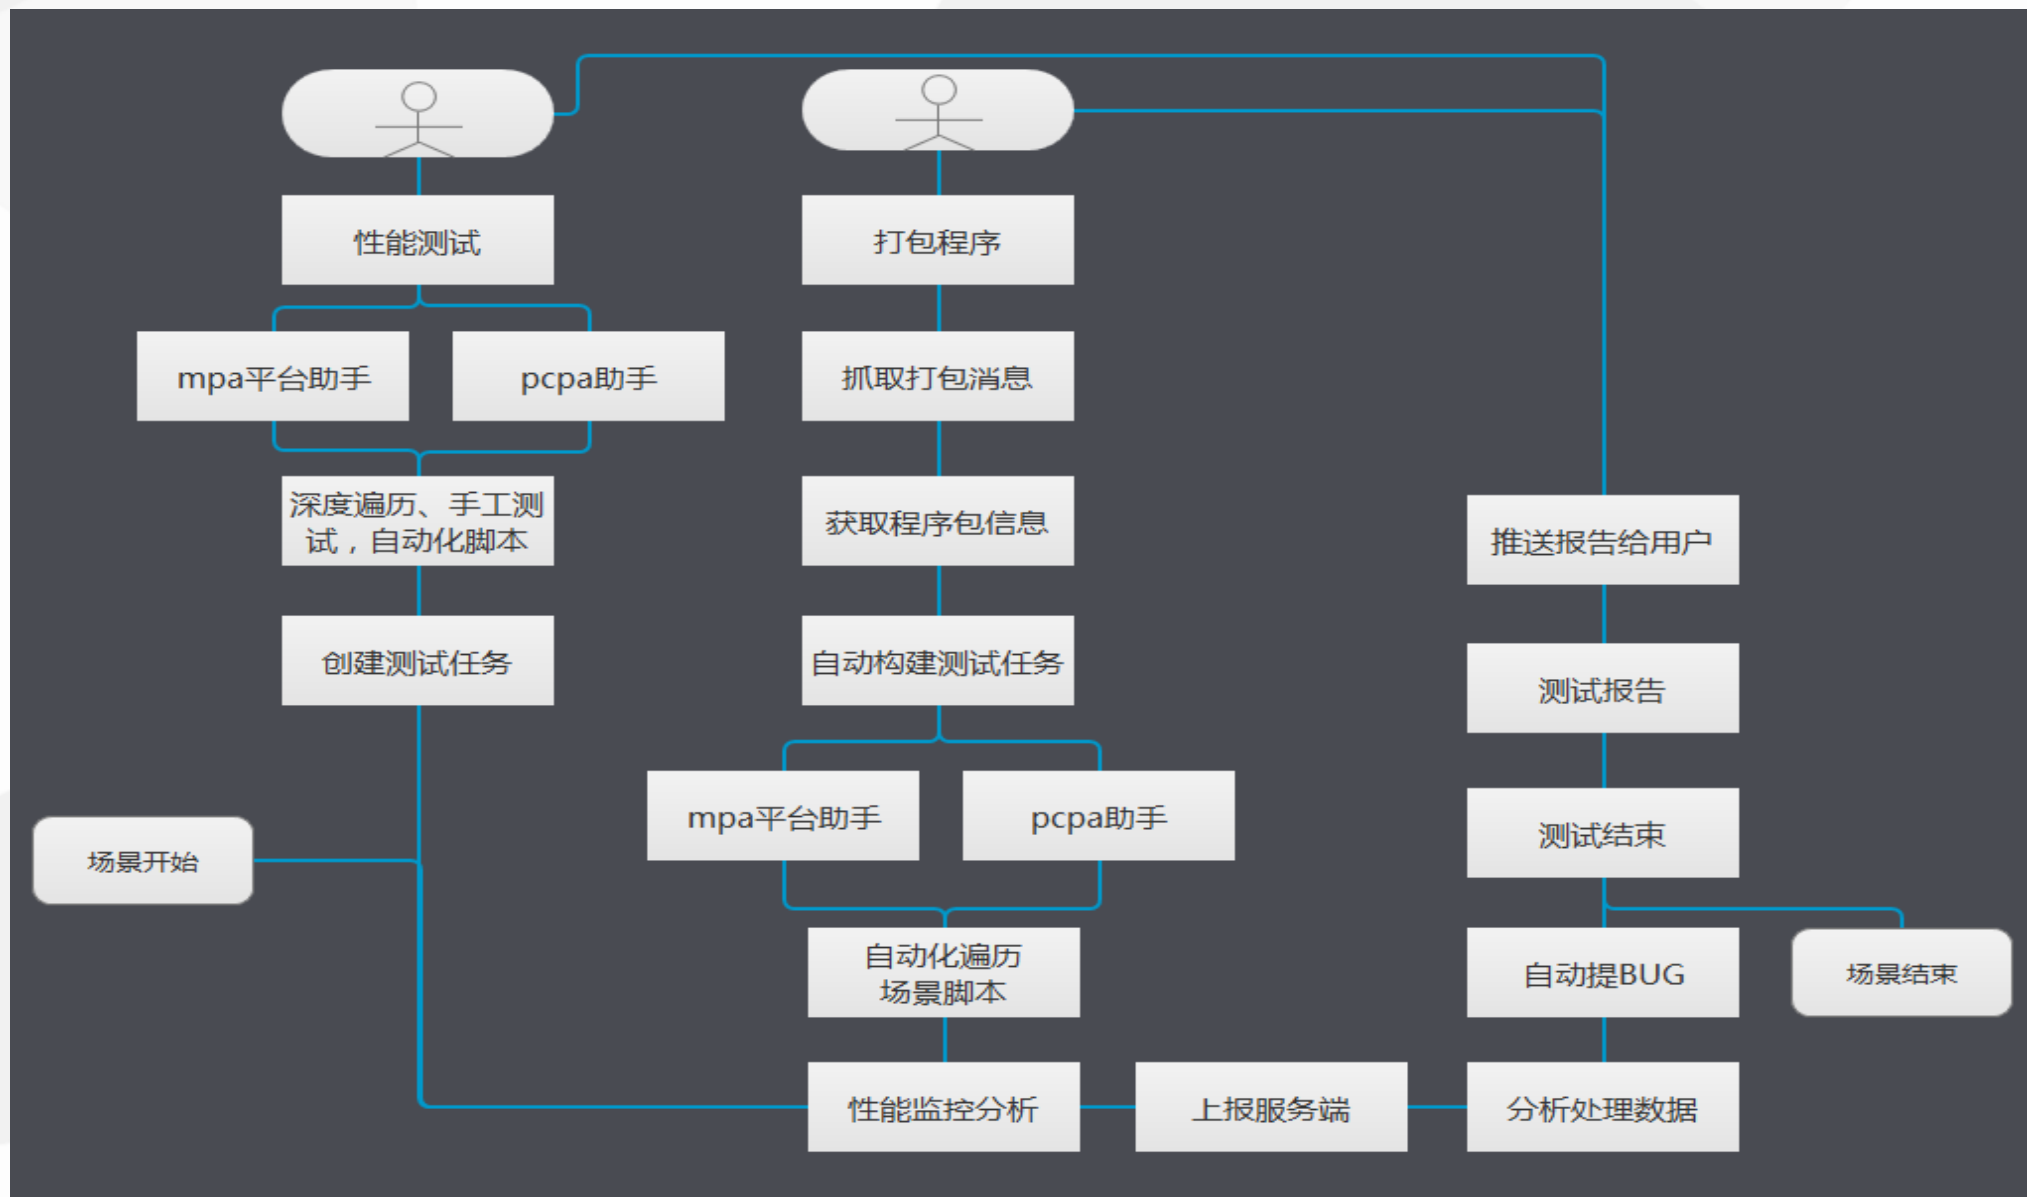 性能测试
打包程序
mpa平台助手
pcpa助手
抓取打包消息
深度遍历、手工测
试，自动化脚本
获取程序包信息
推送报告给用户
创建测试任务
自动构建测试任务
测试报告
mpa平台助手
pcpa助手
测试结束
场景开始
自动化遍历
场景脚本
自动提BUG
场景结束
性能监控分析
上报服务端
分析处理数据